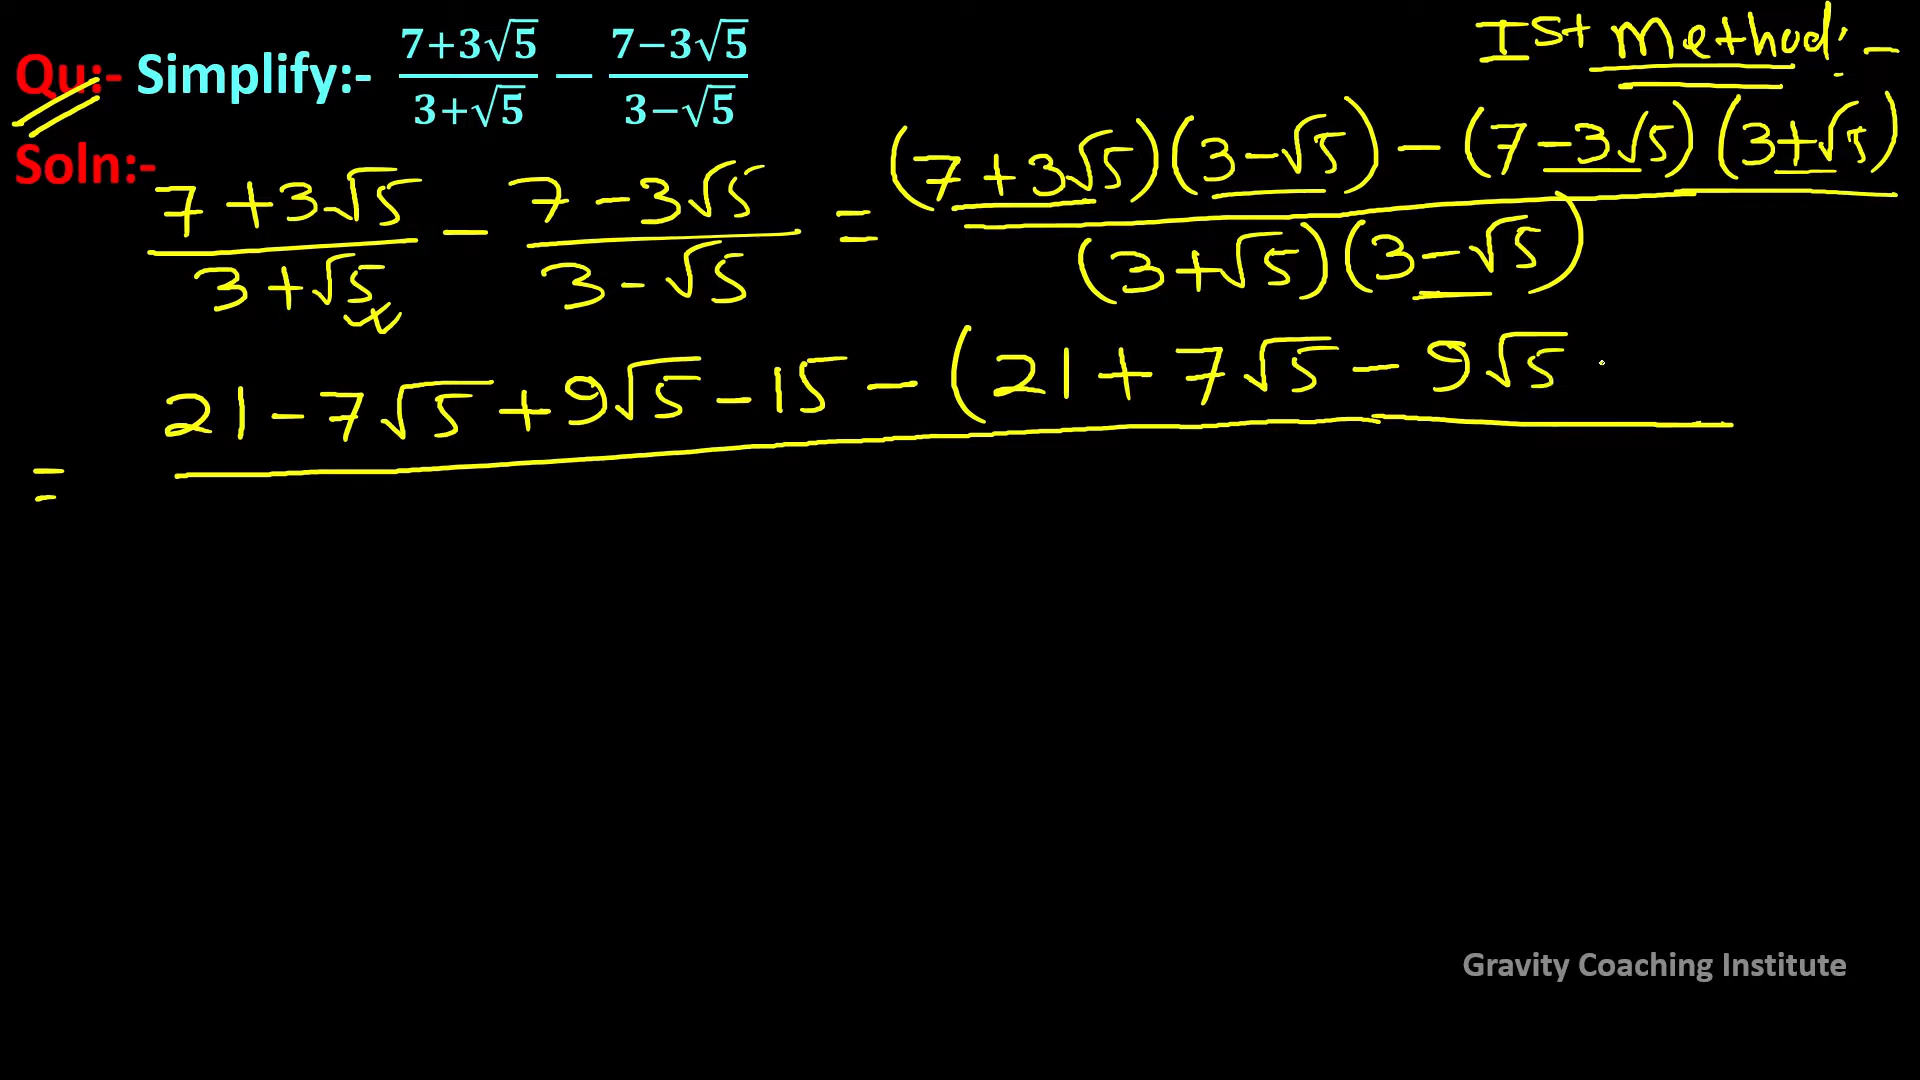 Ist Method:-
Qu:- Simplify:- (7+3√5)/(3+√5) − (7−3√5)/(3−√5)
Soln:-
(7+3√5)/(3+√5) - (7-3√5)/(3-√5) = ((7+3√5)(3-√5) - (7-3√5)(3+√5))/((3+√5)(3-√5))
= 21-7√5+9√5-15-(21+7√5-9√5
Gravity Coaching Institute